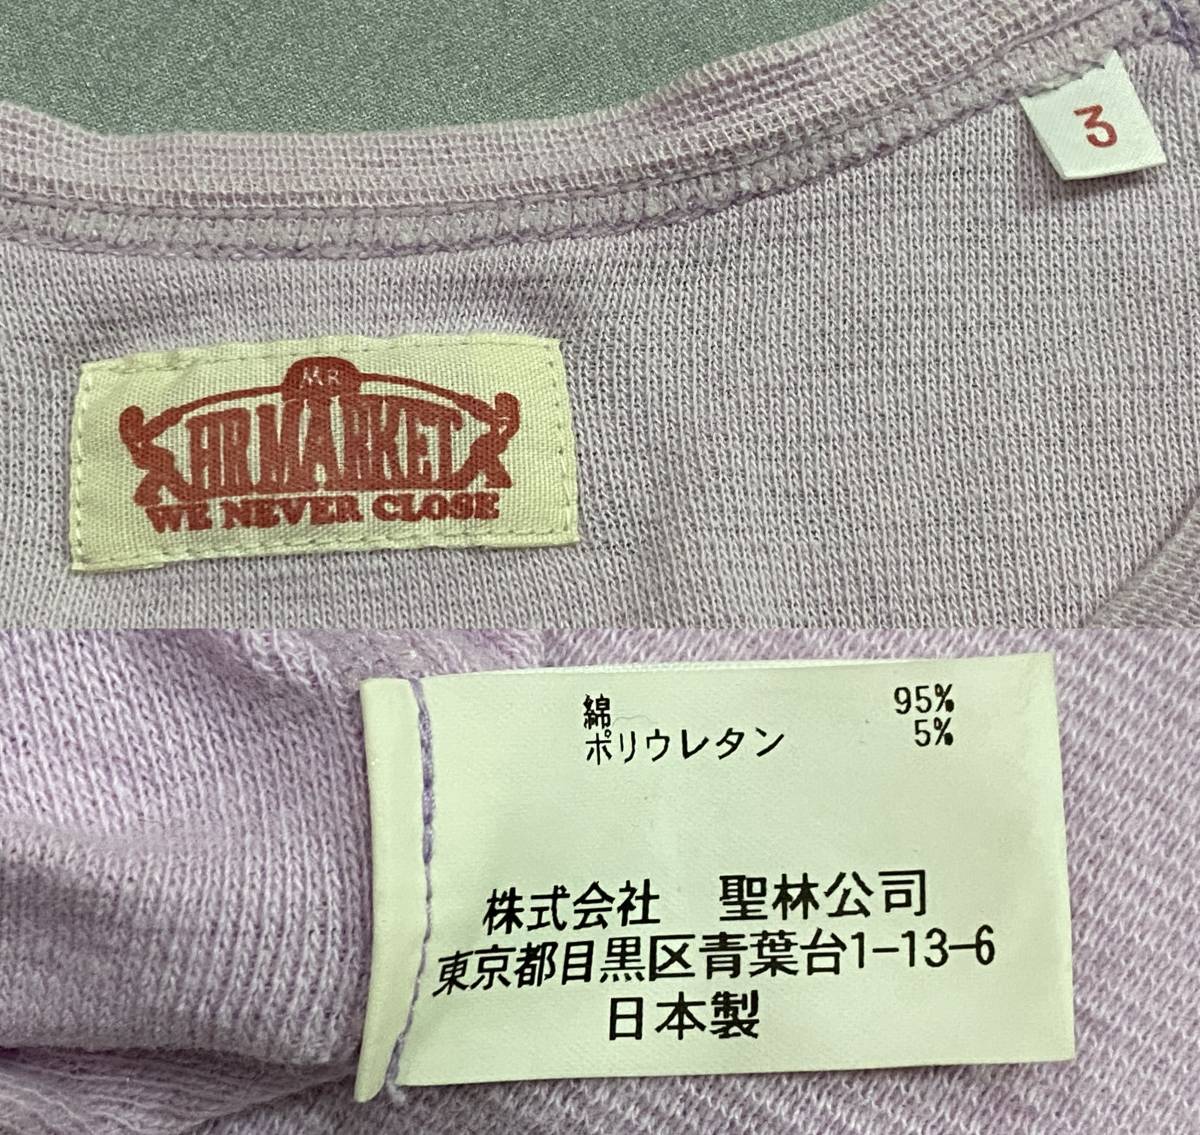 3
MR
HR MARKET
WE NEVER CLOSE
綿 95%
ポリウレタン 5%
株式会社 聖林公司
東京都目黒区青葉台1-13-6
日本製